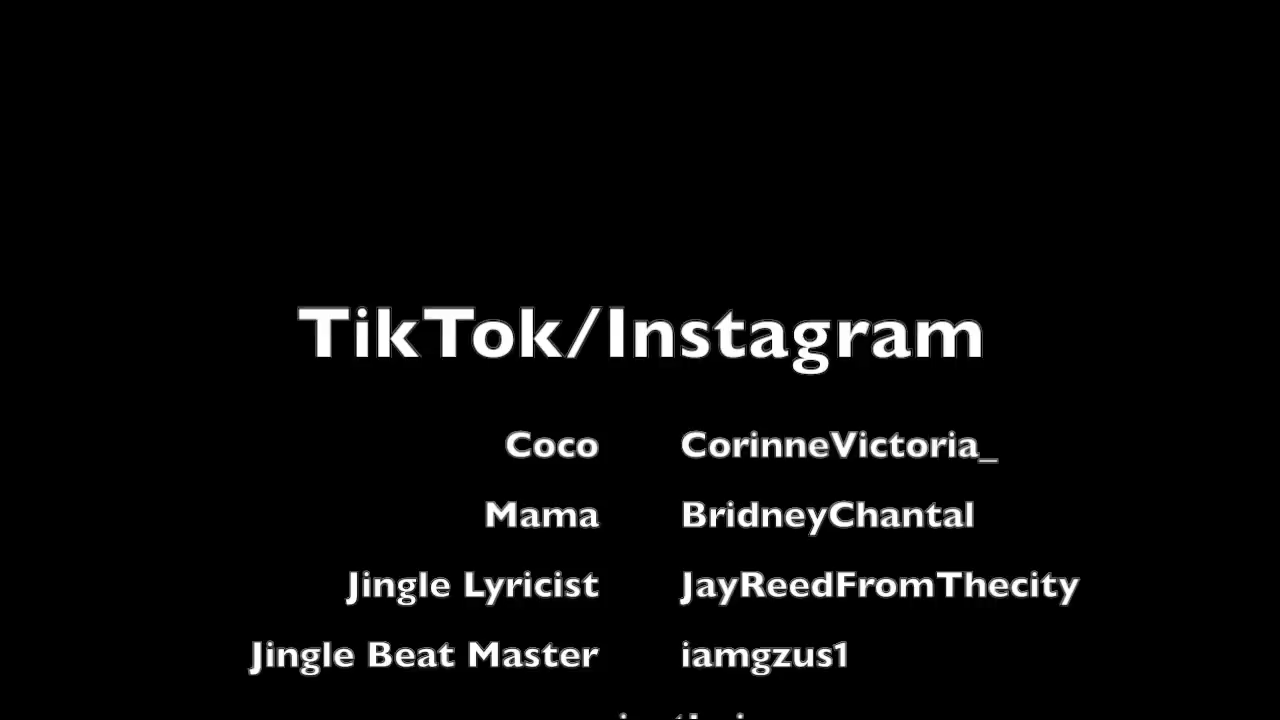 TikTok/Instagram
Coco CorinneVictoria_
Mama BridneyChantal
Jingle Lyricist JayReedFromThecity
Jingle Beat Master iamgzus1